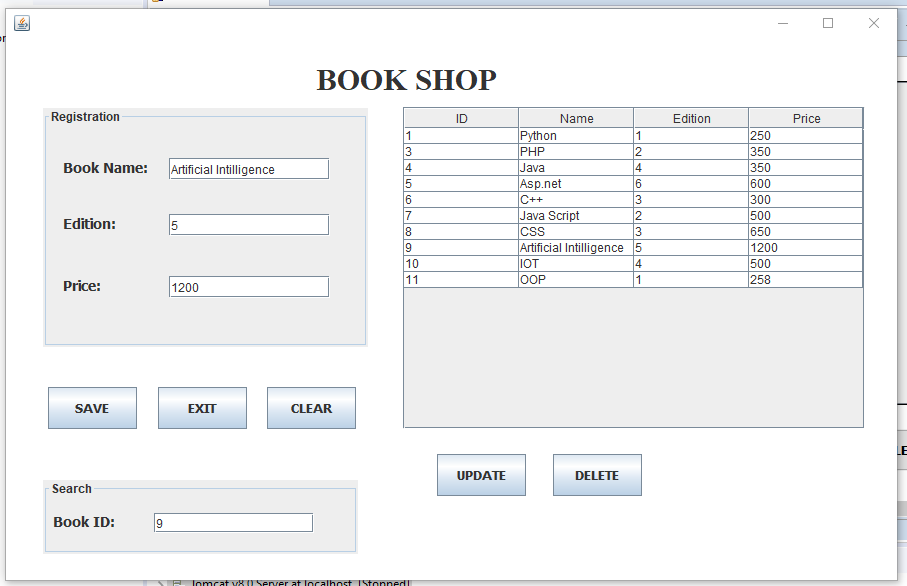 BOOK SHOP
Registration
Book Name: Artificial Intilligence
Edition: 5
Price: 1200
SAVE EXIT CLEAR
Search
Book ID: 9
ID Name Edition Price
1 Python 1 250
3 PHP 2 350
4 Java 4 350
5 Asp.net 6 600
6 C++ 3 300
7 Java Script 2 500
8 CSS 3 650
9 Artificial Intilligence 5 1200
10 IOT 4 500
11 OOP 1 258
UPDATE DELETE
Tomcat v8.0 Server at localhost [Stopped]